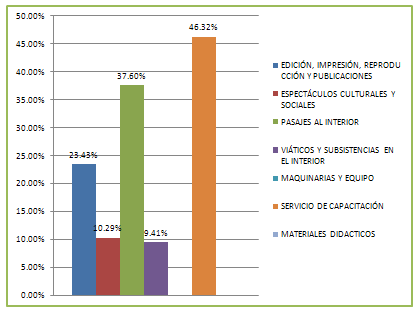 50.00%
45.00%
40.00%
35.00%
30.00%
25.00%
20.00%
15.00%
10.00%
5.00%
0.00%
23.43%
10.29%
37.60%
9.41%
46.32%
EDICIÓN, IMPRESIÓN, REPRODU
CCIÓN Y PUBLICACIONES
ESPECTÁCULOS CULTURALES Y
SOCIALES
PASAJES AL INTERIOR
VIÁTICOS Y SUBSISTENCIAS EN
EL INTERIOR
MAQUINARIAS Y EQUIPO
SERVICIO DE CAPACITACIÓN
MATERIALES DIDACTICOS